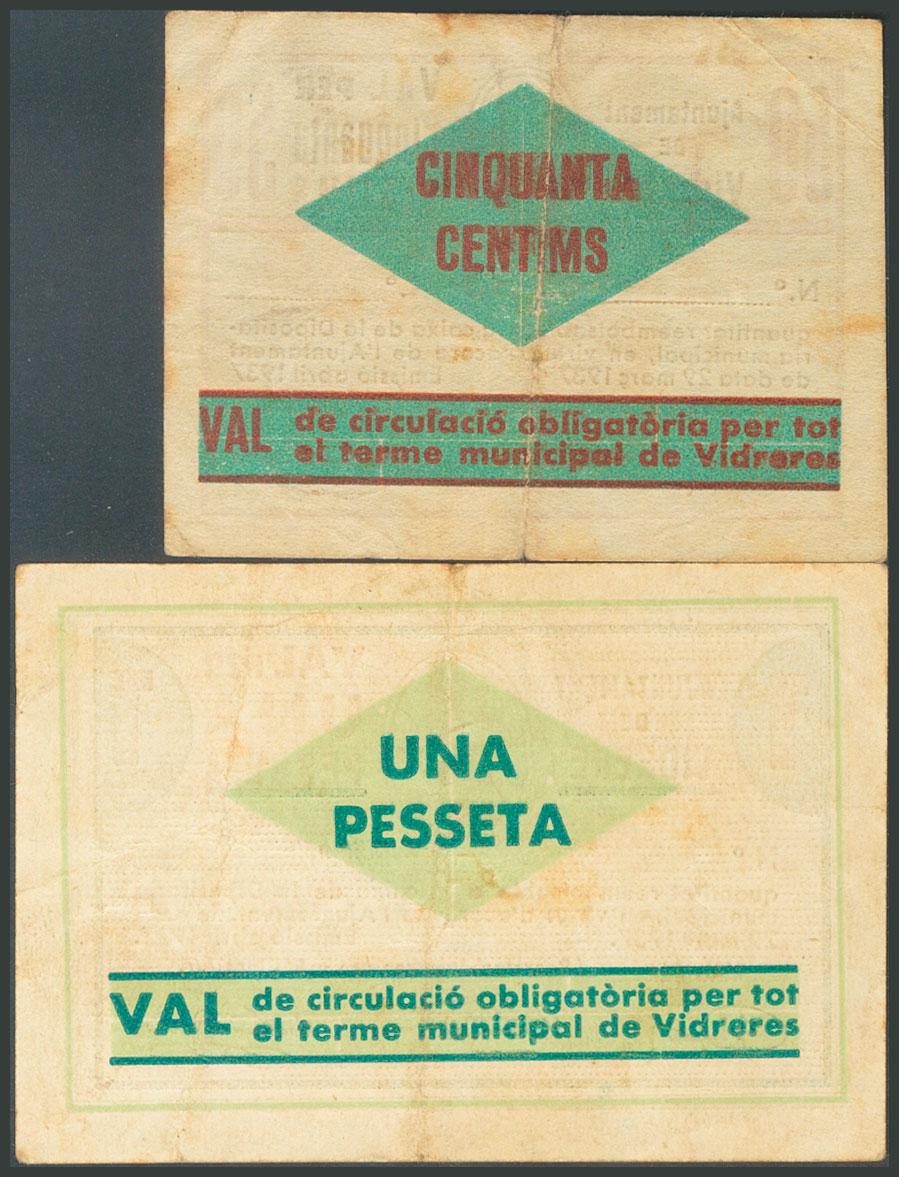 CINQUANTA
CENTIMS
VAL de circulació obligatòria per tot
el terme municipal de Vidreres
UNA
PESSETA
VAL de circulació obligatòria per tot
el terme municipal de Vidreres